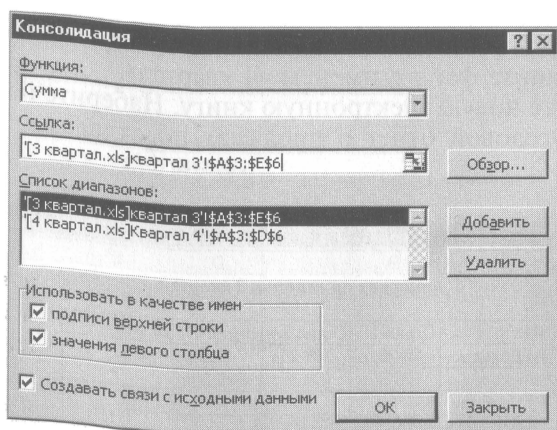 Консолидация
Функция:
Сумма
Ссылка:
'[3 квартал.xls]квартал 3'!$A$3:$E$6
Обзор...
Список диапазонов:
'[3 квартал.xls]квартал 3'!$A$3:$E$6
'[4 квартал.xls]Квартал 4'!$A$3:$D$6
Добавить
Удалить
Использовать в качестве имен
подписи верхней строки
значения левого столбца
Создавать связи с исходными данными
OK
Закрыть